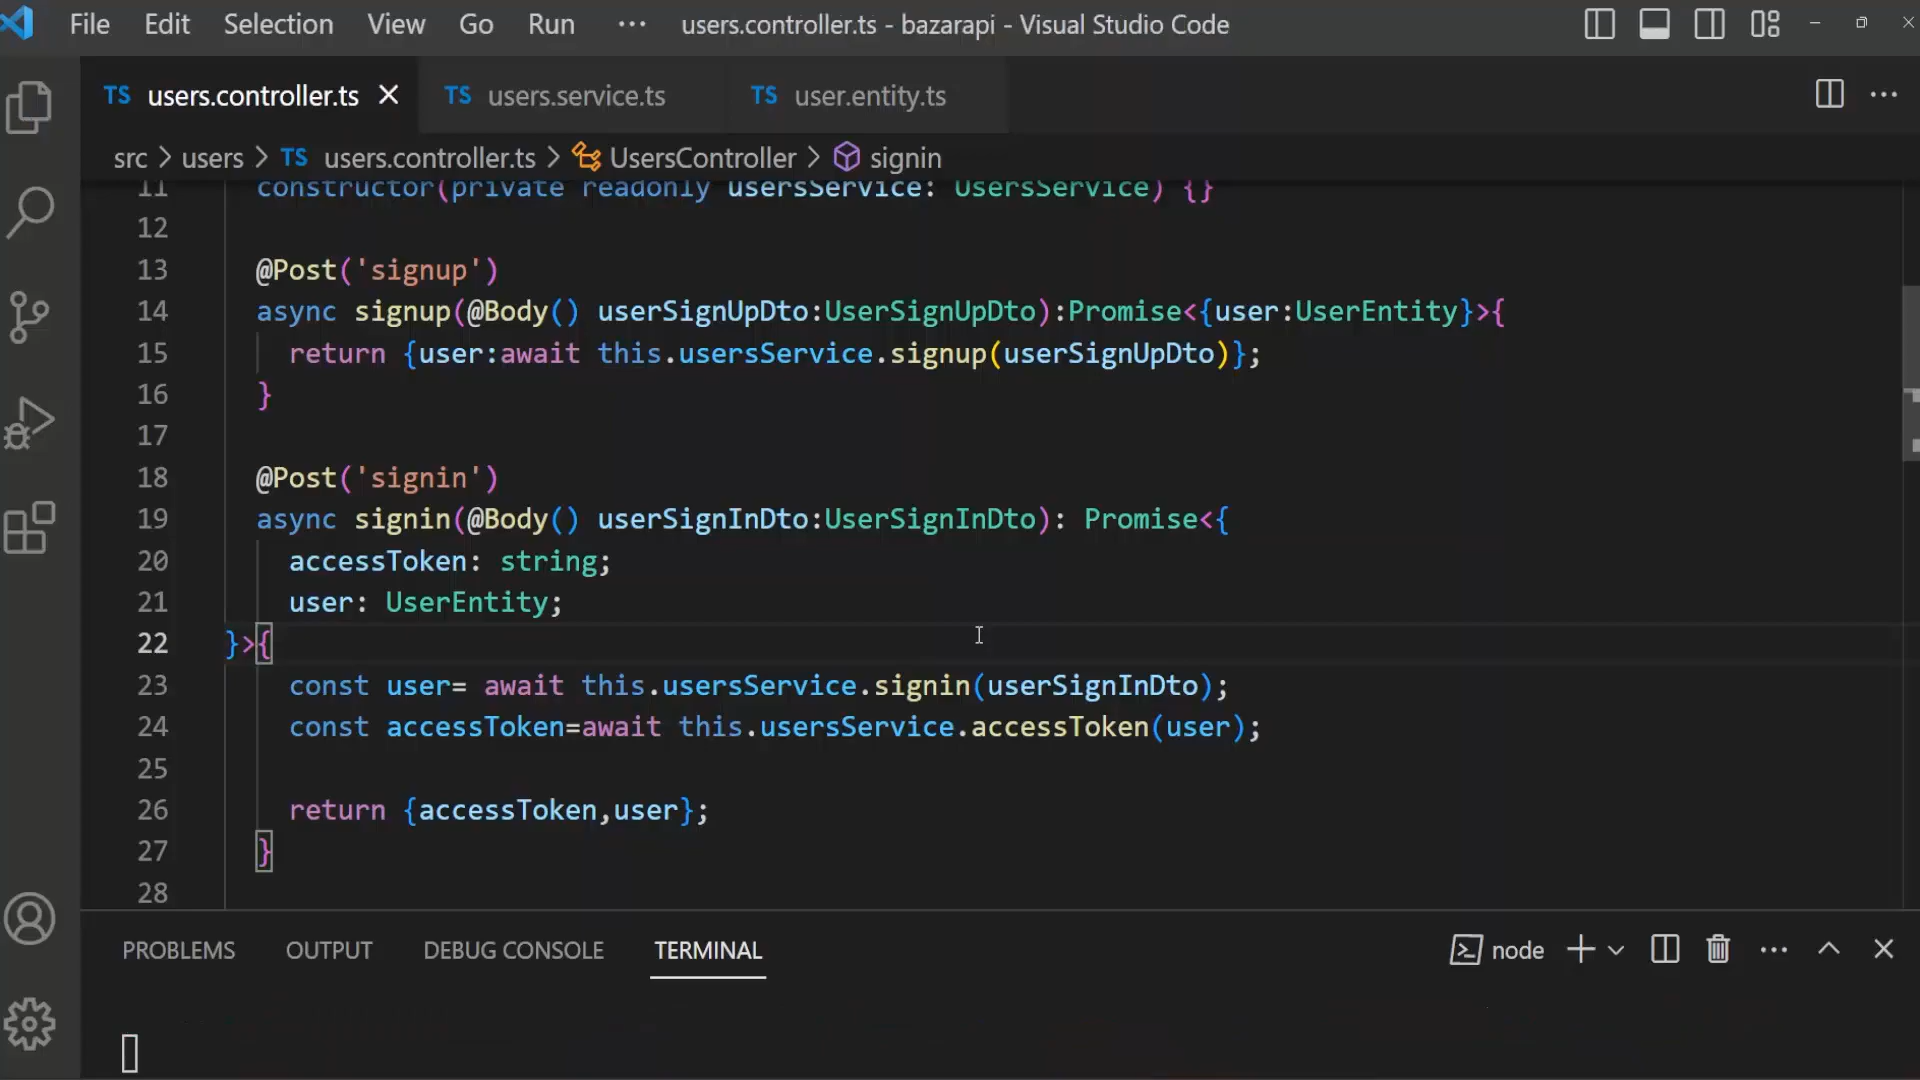 File Edit Selection View Go Run ··· users.controller.ts - bazarapi - Visual Studio Code
TS users.controller.ts TS users.service.ts TS user.entity.ts
src > users > TS users.controller.ts > UsersController > signin
11 constructor(private readonly usersService: UsersService) {}
12
13 @Post('signup')
14 async signup(@Body() userSignUpDto:UserSignUpDto):Promise<{user:UserEntity}>{
15 return {user:await this.usersService.signup(userSignUpDto)};
16 }
17
18 @Post('signin')
19 async signin(@Body() userSignInDto:UserSignInDto): Promise<{
20 accessToken: string;
21 user: UserEntity;
22 }>{
23 const user= await this.usersService.signin(userSignInDto);
24 const accessToken=await this.usersService.accessToken(user);
25
26 return {accessToken,user};
27 }
28
PROBLEMS OUTPUT DEBUG CONSOLE TERMINAL node